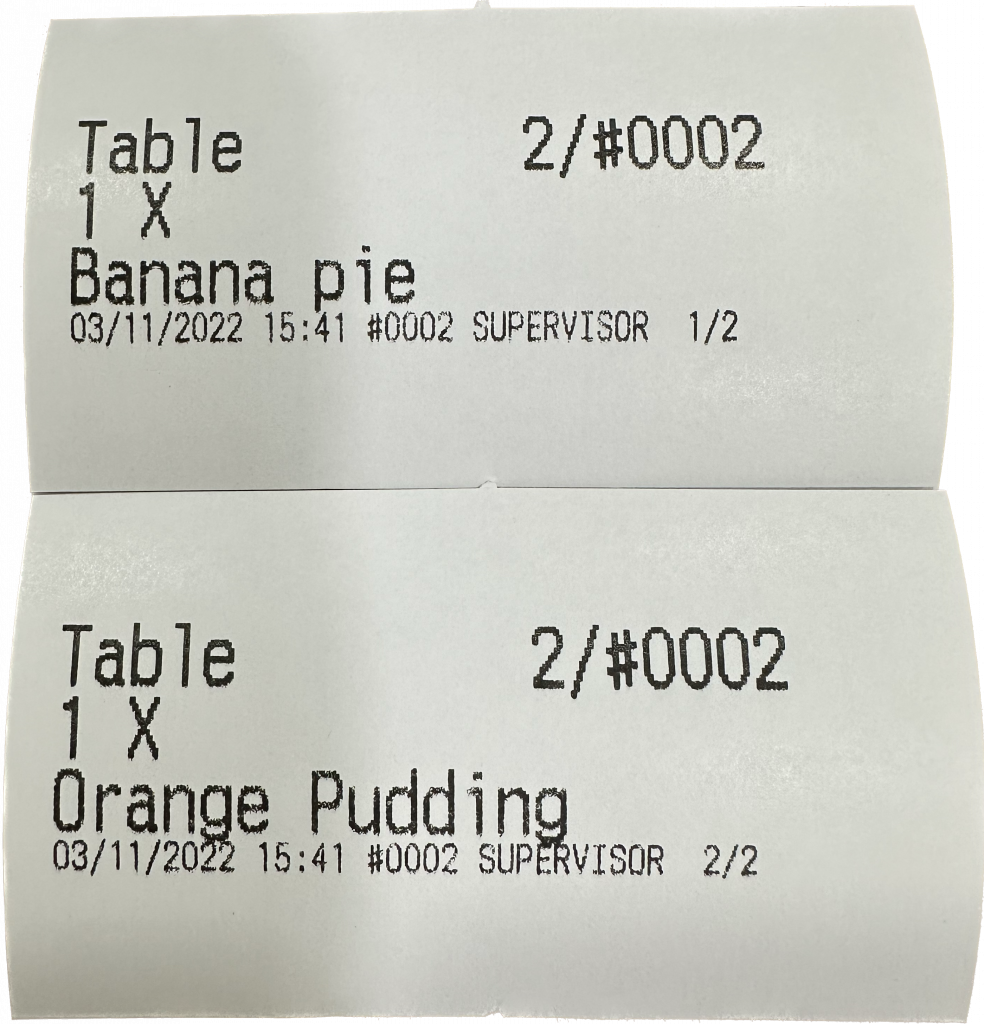 Table 2/#0002
1 X
Banana pie
03/11/2022 15:41 #0002 SUPERVISOR 1/2
Table 2/#0002
1 X
Orange Pudding
03/11/2022 15:41 #0002 SUPERVISOR 2/2